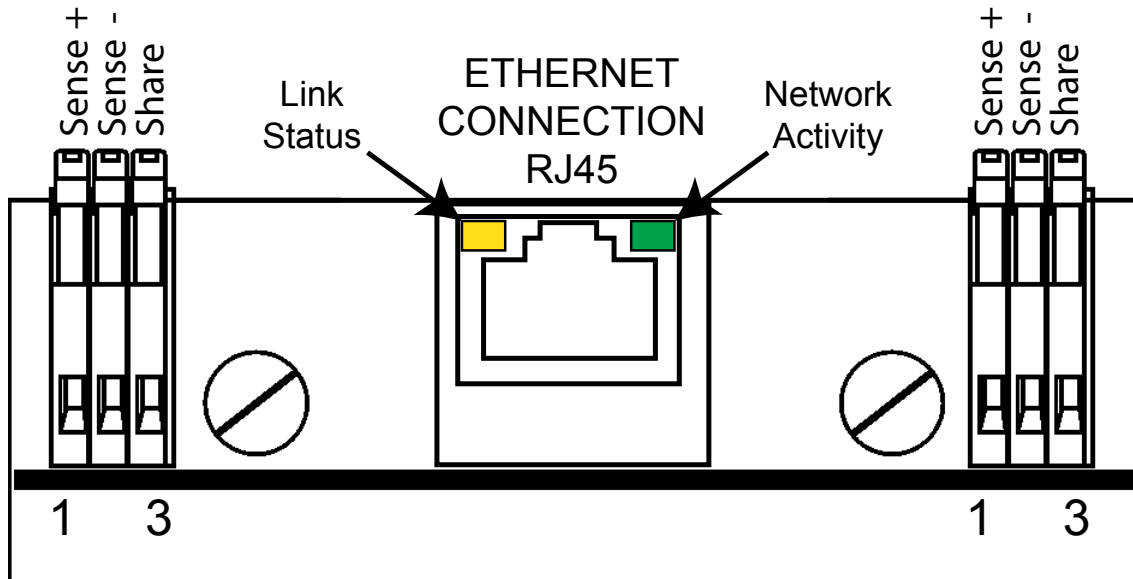 Sense +
Sense -
Share
Link
Status
ETHERNET
CONNECTION
RJ45
Network
Activity
Sense +
Sense -
Share
1
3
1
3